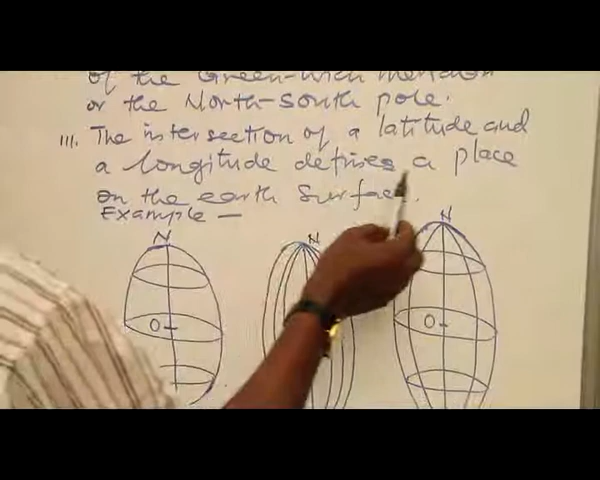 of the Green-wich meridian
or the North-south pole.
III. The intersection of a latitude and
a longitude defines a place
on the earth surface.
Example —
N N N
O O